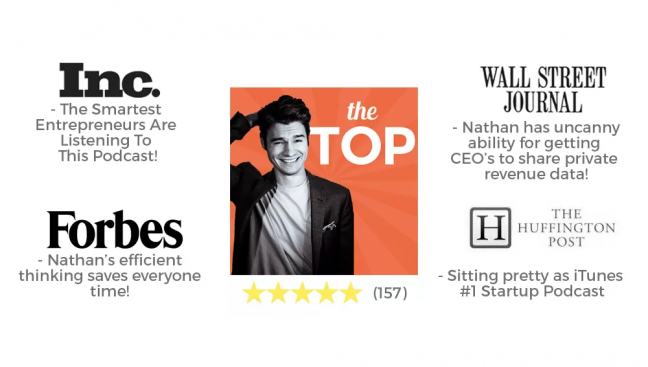 Inc.
- The Smartest
Entrepreneurs Are
Listening To
This Podcast!
Forbes
- Nathan's efficient
thinking saves everyone
time!
the
TOP
(157)
WALL STREET
JOURNAL
- Nathan has uncanny
ability for getting
CEO's to share private
revenue data!
H
THE
HUFFINGTON
POST
- Sitting pretty as iTunes
#1 Startup Podcast